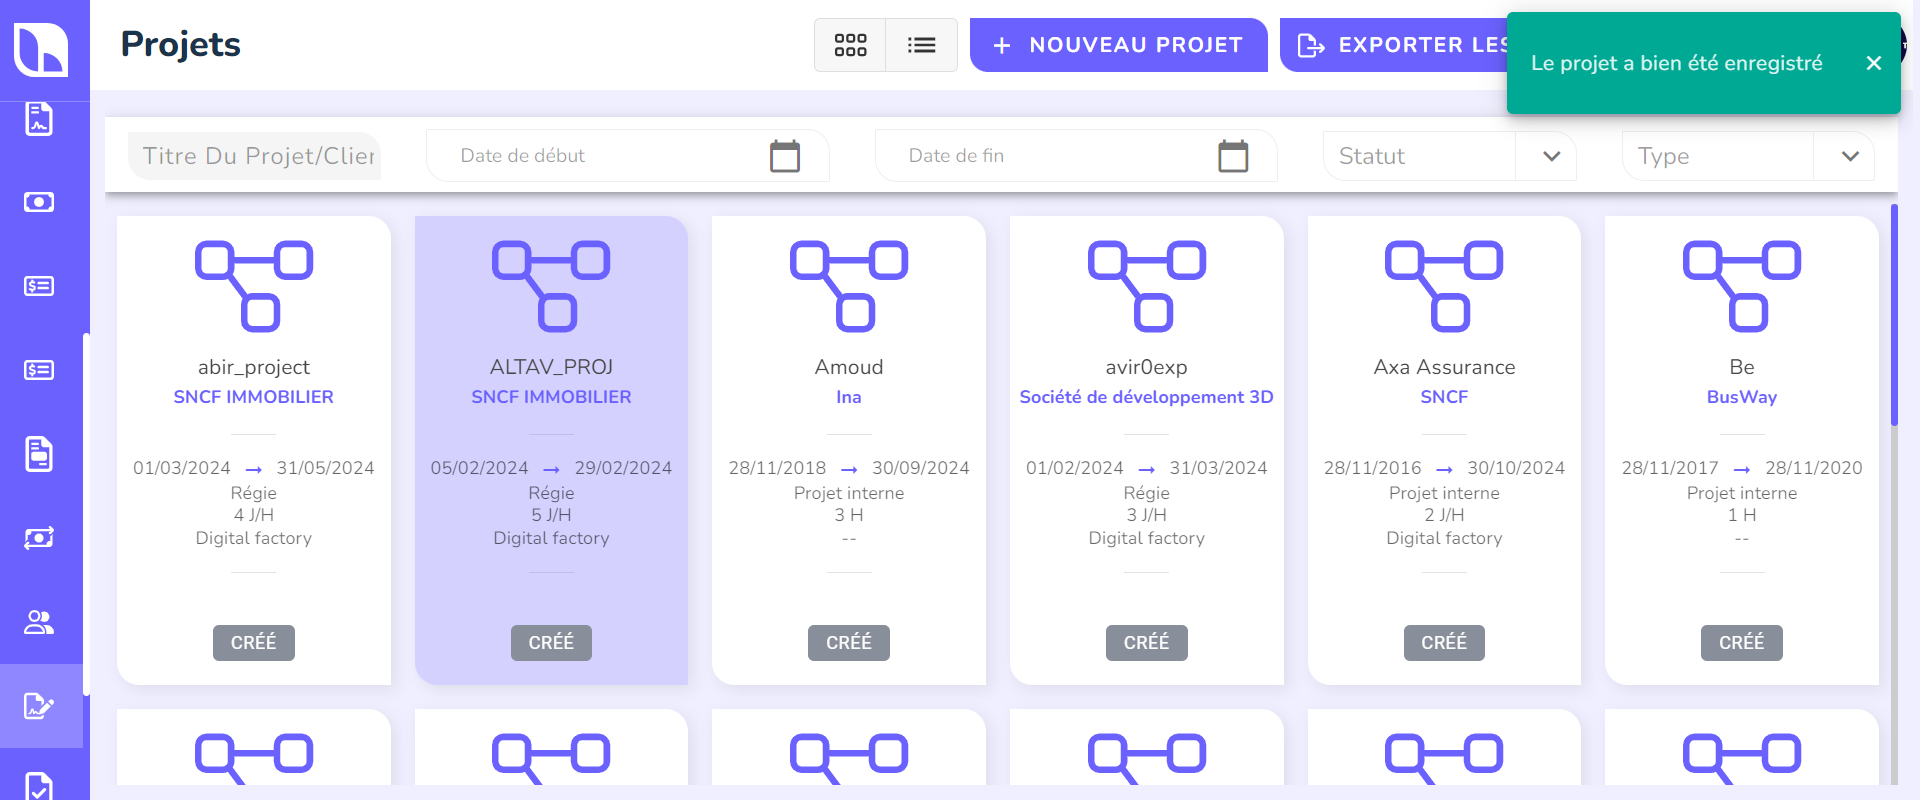 Projets
NOUVEAU PROJET
EXPORTER LES
Le projet a bien été enregistré
Titre Du Projet/Clien
Date de début
Date de fin
Statut
Type
abir_project
SNCF IMMOBILIER
01/03/2024 → 31/05/2024
Régie
4 J/H
Digital factory
CRÉÉ
ALTAV_PROJ
SNCF IMMOBILIER
05/02/2024 → 29/02/2024
Régie
5 J/H
Digital factory
CRÉÉ
Amoud
Ina
28/11/2018 → 30/09/2024
Projet interne
3 H
--
CRÉÉ
avir0exp
Société de développement 3D
01/02/2024 → 31/03/2024
Régie
3 J/H
Digital factory
CRÉÉ
Axa Assurance
SNCF
28/11/2016 → 30/10/2024
Projet interne
2 J/H
Digital factory
CRÉÉ
Be
BusWay
28/11/2017 → 28/11/2020
Projet interne
1 H
--
CRÉÉ